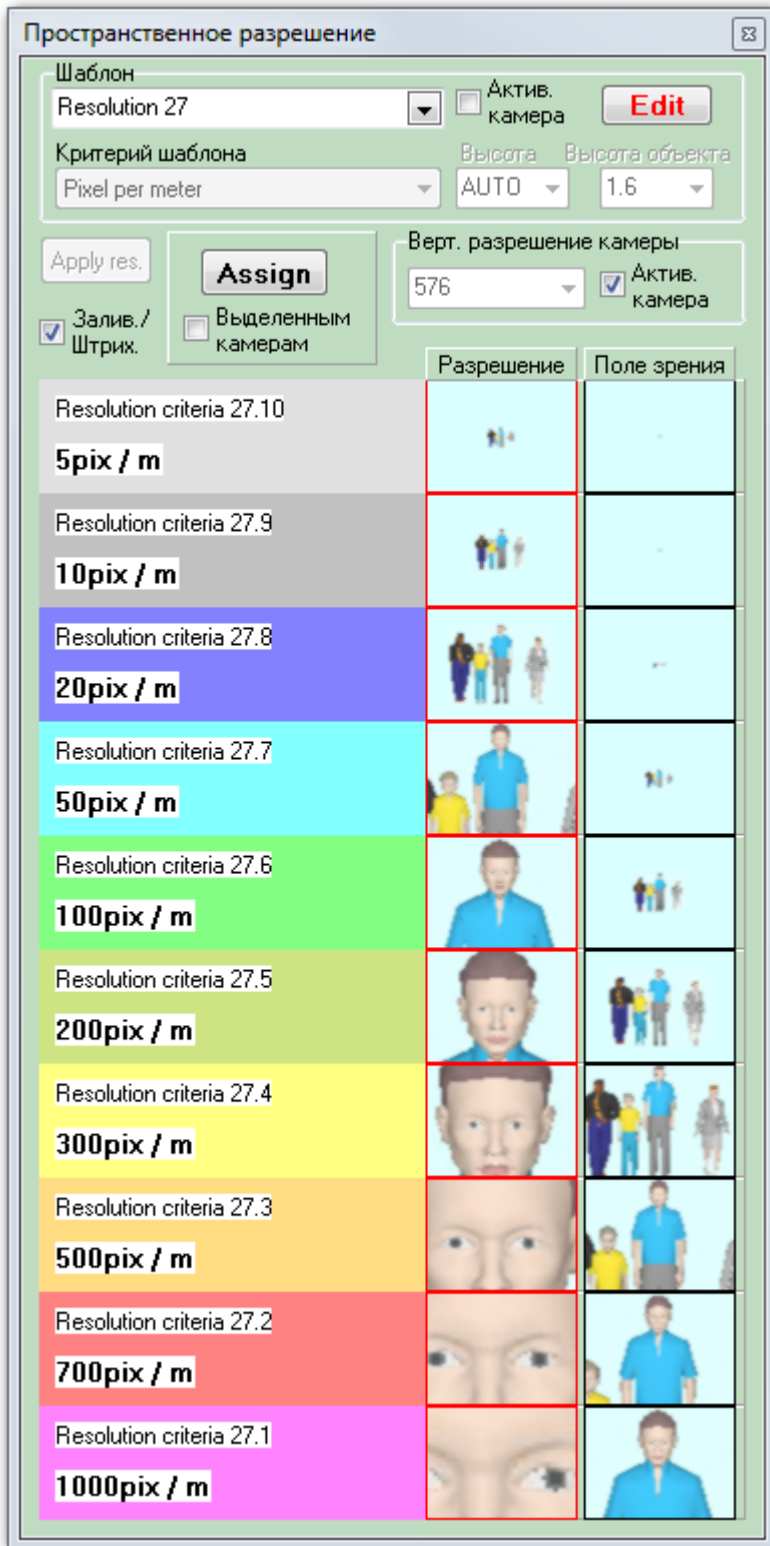 Пространственное разрешение
Шаблон
Resolution 27
Актив.
камера
Edit
Критерий шаблона
Высота
Высота объекта
Pixel per meter
AUTO
1.6
Apply res.
Assign
Верт. разрешение камеры
576
Актив.
камера
Залив./
Штрих.
Выделенным
камерам
Разрешение
Поле зрения
Resolution criteria 27.10
5pix / m
Resolution criteria 27.9
10pix / m
Resolution criteria 27.8
20pix / m
Resolution criteria 27.7
50pix / m
Resolution criteria 27.6
100pix / m
Resolution criteria 27.5
200pix / m
Resolution criteria 27.4
300pix / m
Resolution criteria 27.3
500pix / m
Resolution criteria 27.2
700pix / m
Resolution criteria 27.1
1000pix / m